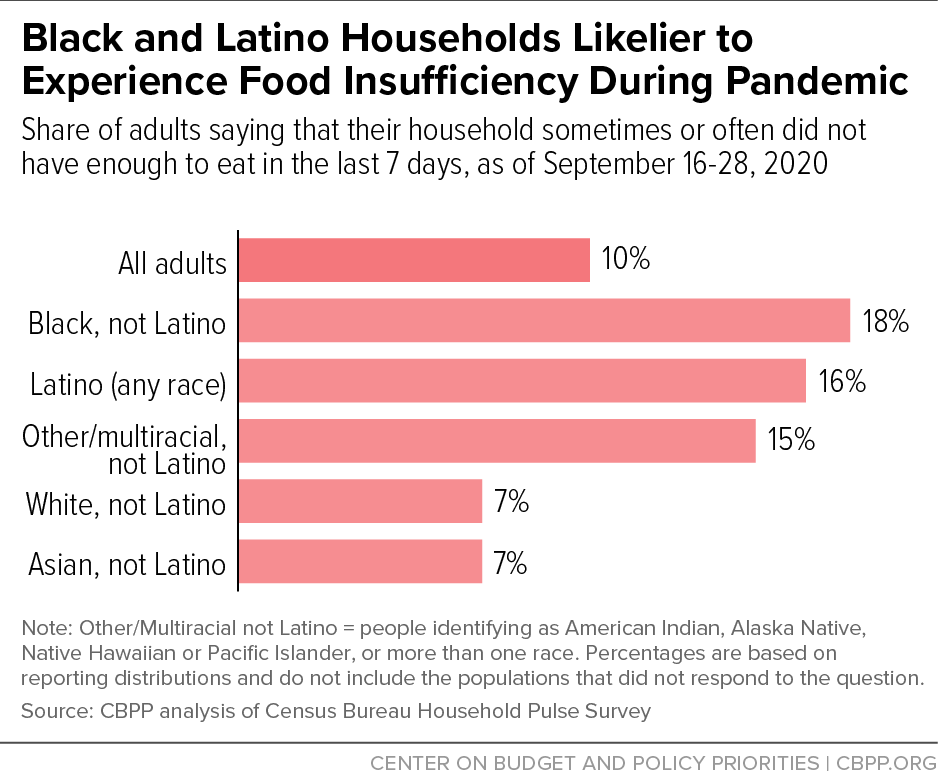 Black and Latino Households Likelier to
Experience Food Insufficiency During Pandemic
Share of adults saying that their household sometimes or often did not
have enough to eat in the last 7 days, as of September 16-28, 2020
All adults
10%
Black, not Latino
18%
Latino (any race)
16%
Other/multiracial,
not Latino
15%
White, not Latino
7%
Asian, not Latino
7%
Note: Other/Multiracial not Latino = people identifying as American Indian, Alaska Native,
Native Hawaiian or Pacific Islander, or more than one race. Percentages are based on
reporting distributions and do not include the populations that did not respond to the question.
Source: CBPP analysis of Census Bureau Household Pulse Survey
CENTER ON BUDGET AND POLICY PRIORITIES | CBPP.ORG